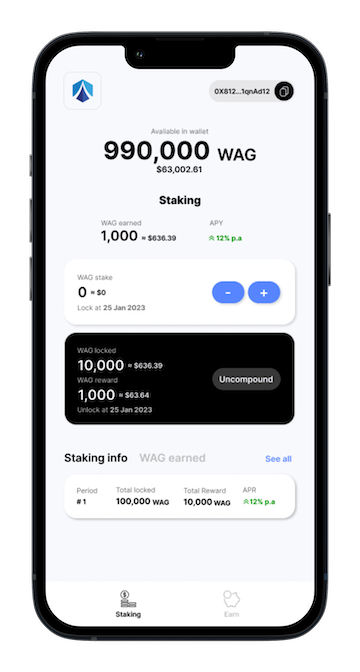 0X812...1qnAd12
Available in wallet
990,000 WAG
$63,002.61
Staking
WAG earned APY
1,000 ≈ $636.39 12% p.a
WAG stake
0 ≈ $0 - +
Lock at 25 Jan 2023
WAG locked
10,000 ≈ $636.39
WAG reward Uncompound
1,000 ≈ $63.64
Unlock at 25 Jan 2023
Staking info WAG earned See all
Period Total locked Total Reward APR
# 1 100,000 WAG 10,000 WAG 12% p.a
Staking Earn